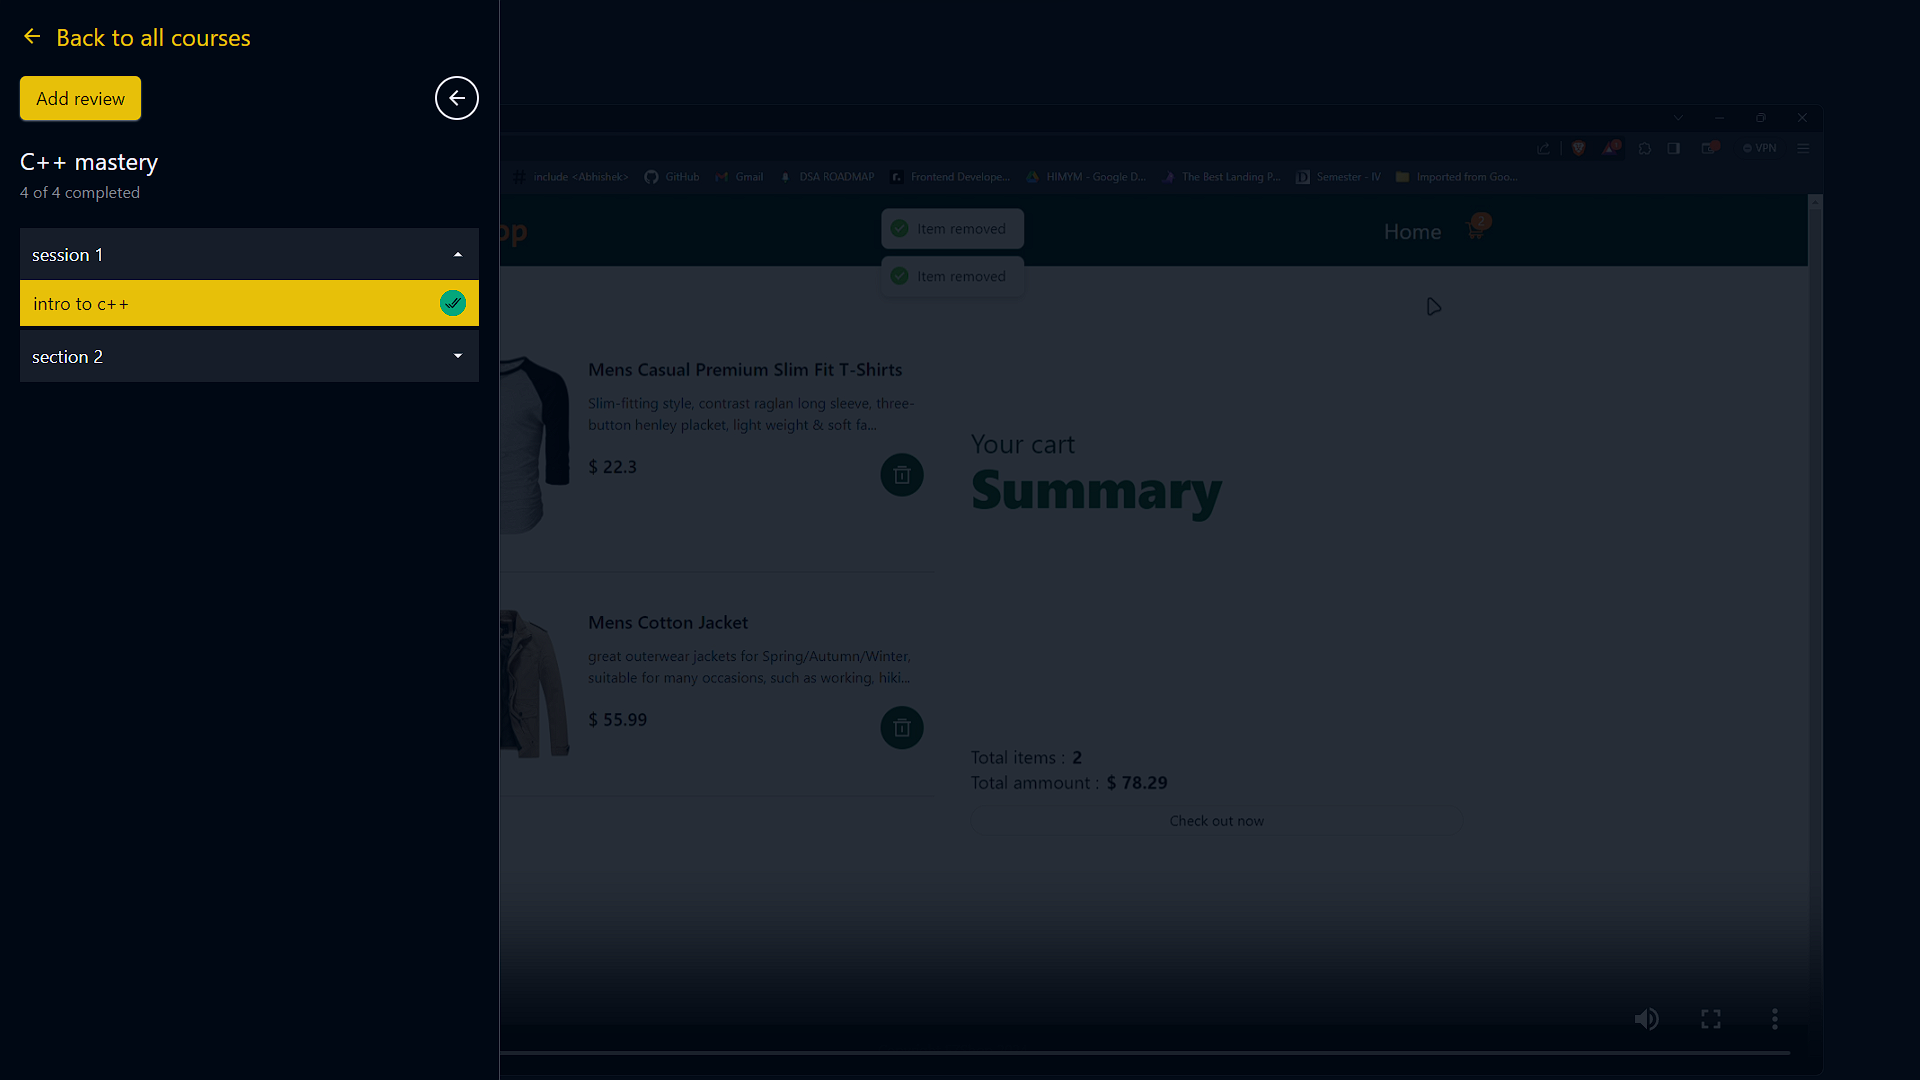 Back to all courses
Add review
C++ mastery
4 of 4 completed
session 1
intro to c++
section 2
VPN
include <Abhishek>
GitHub
Gmail
DSA ROADMAP
Frontend Develope...
HIMYM - Google D...
The Best Landing P...
Semester - IV
Imported from Goo...
op
Item removed
Item removed
Home
2
Mens Casual Premium Slim Fit T-Shirts
Slim-fitting style, contrast raglan long sleeve, three-
button henley placket, light weight & soft fa...
$ 22.3
Your cart
Summary
Mens Cotton Jacket
great outerwear jackets for Spring/Autumn/Winter,
suitable for many occasions, such as working, hiki...
$ 55.99
Total items : 2
Total ammount : $ 78.29
Check out now